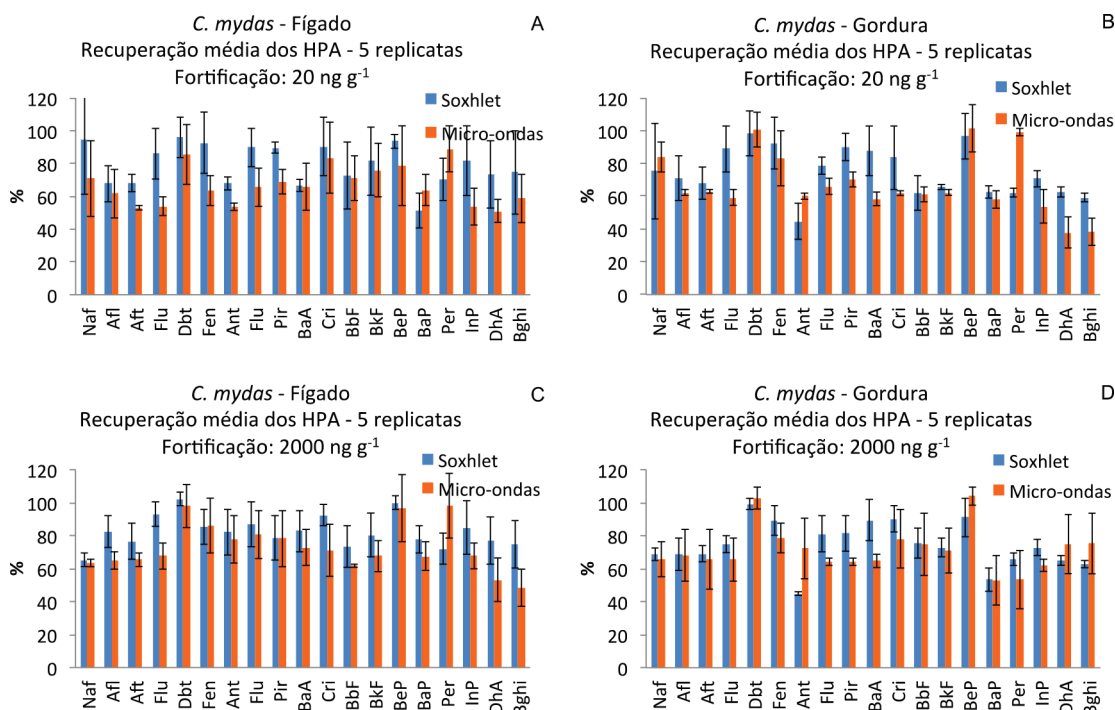 C. mydas - Fígado
A
Recuperação média dos HPA - 5 replicatas
Fortificação: 20 ng g⁻¹
Soxhlet
Micro-ondas
120
100
80
60
40
20
0
%
Naf Afl Aft Flu Dbt Fen Ant Flu Pir BaA Cri BbF BkF BeP BaP Per InP DhA Bghi
C. mydas - Gordura
B
Recuperação média dos HPA - 5 replicatas
Fortificação: 20 ng g⁻¹
Soxhlet
Micro-ondas
120
100
80
60
40
20
0
%
Naf Afl Aft Flu Dbt Fen Ant Flu Pir BaA Cri BbF BkF BeP BaP Per InP DhA Bghi
C. mydas - Fígado
C
Recuperação média dos HPA - 5 replicatas
Fortificação: 2000 ng g⁻¹
Soxhlet
Micro-ondas
120
100
80
60
40
20
0
%
Naf Afl Aft Flu Dbt Fen Ant Flu Pir BaA Cri BbF BkF BeP BaP Per InP DhA Bghi
C. mydas - Gordura
D
Recuperação média dos HPA - 5 replicatas
Fortificação: 2000 ng g⁻¹
Soxhlet
Micro-ondas
120
100
80
60
40
20
0
%
Naf Afl Aft Flu Dbt Fen Ant Flu Pir BaA Cri BbF BkF BeP BaP Per InP DhA Bghi